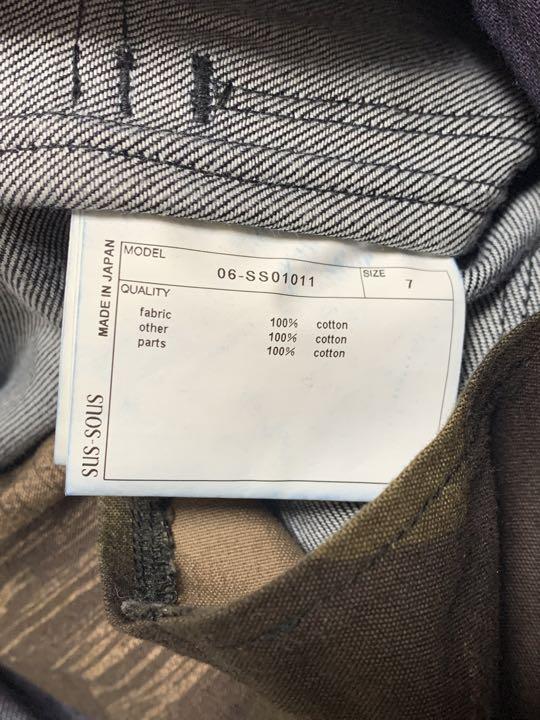 MODEL
06-SS01011
SIZE
7
QUALITY
fabric 100% cotton
other 100% cotton
parts 100% cotton
MADE IN JAPAN
SUS-SOUS